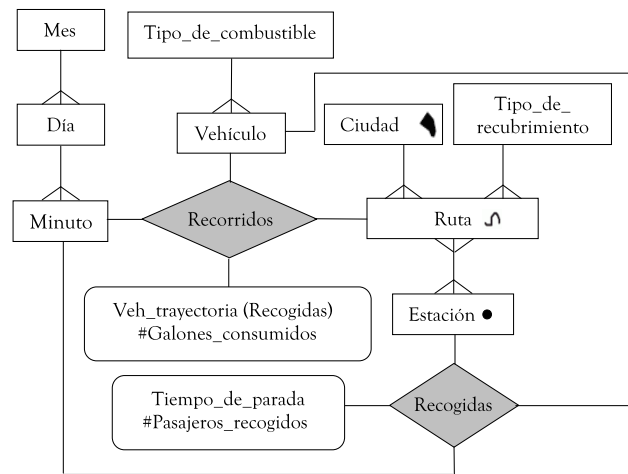 Mes
Tipo_de_combustible
Día
Vehículo
Ciudad
Tipo_de_
recubrimiento
Minuto
Recorridos
Ruta
Veh_trayectoria (Recogidas)
#Galones_consumidos
Estación
Tiempo_de_parada
#Pasajeros_recogidos
Recogidas